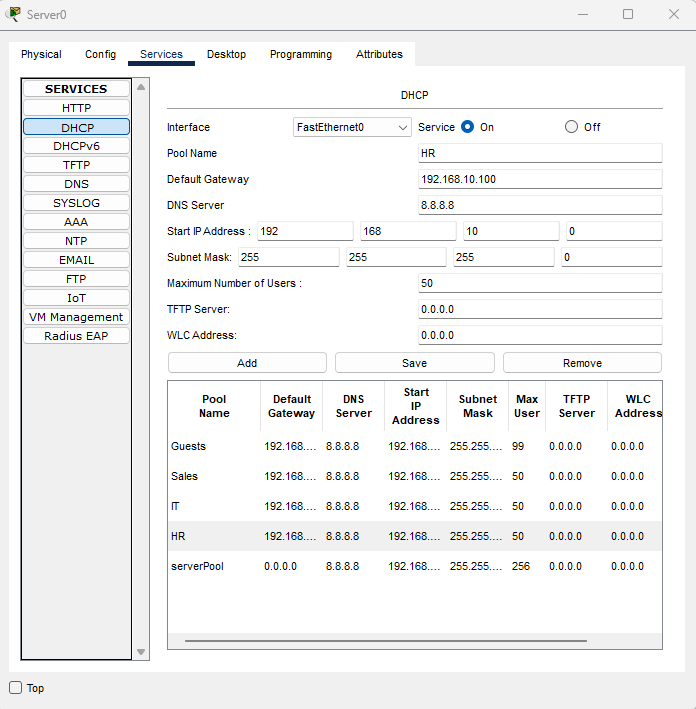 Server0
Physical Config Services Desktop Programming Attributes
SERVICES
HTTP
DHCP
DHCPv6
TFTP
DNS
SYSLOG
AAA
NTP
EMAIL
FTP
IoT
VM Management
Radius EAP
DHCP
Interface FastEthernet0 Service On Off
Pool Name HR
Default Gateway 192.168.10.100
DNS Server 8.8.8.8
Start IP Address : 192 168 10 0
Subnet Mask: 255 255 255 0
Maximum Number of Users : 50
TFTP Server: 0.0.0.0
WLC Address: 0.0.0.0
Add Save Remove
Pool Name Default Gateway DNS Server Start IP Address Subnet Mask Max User TFTP Server WLC Address
Guests 192.168.... 8.8.8.8 192.168.... 255.255.... 99 0.0.0.0 0.0.0.0
Sales 192.168.... 8.8.8.8 192.168.... 255.255.... 50 0.0.0.0 0.0.0.0
IT 192.168.... 8.8.8.8 192.168.... 255.255.... 50 0.0.0.0 0.0.0.0
HR 192.168.... 8.8.8.8 192.168.... 255.255.... 50 0.0.0.0 0.0.0.0
serverPool 0.0.0.0 8.8.8.8 192.168.... 255.255.... 256 0.0.0.0 0.0.0.0
Top